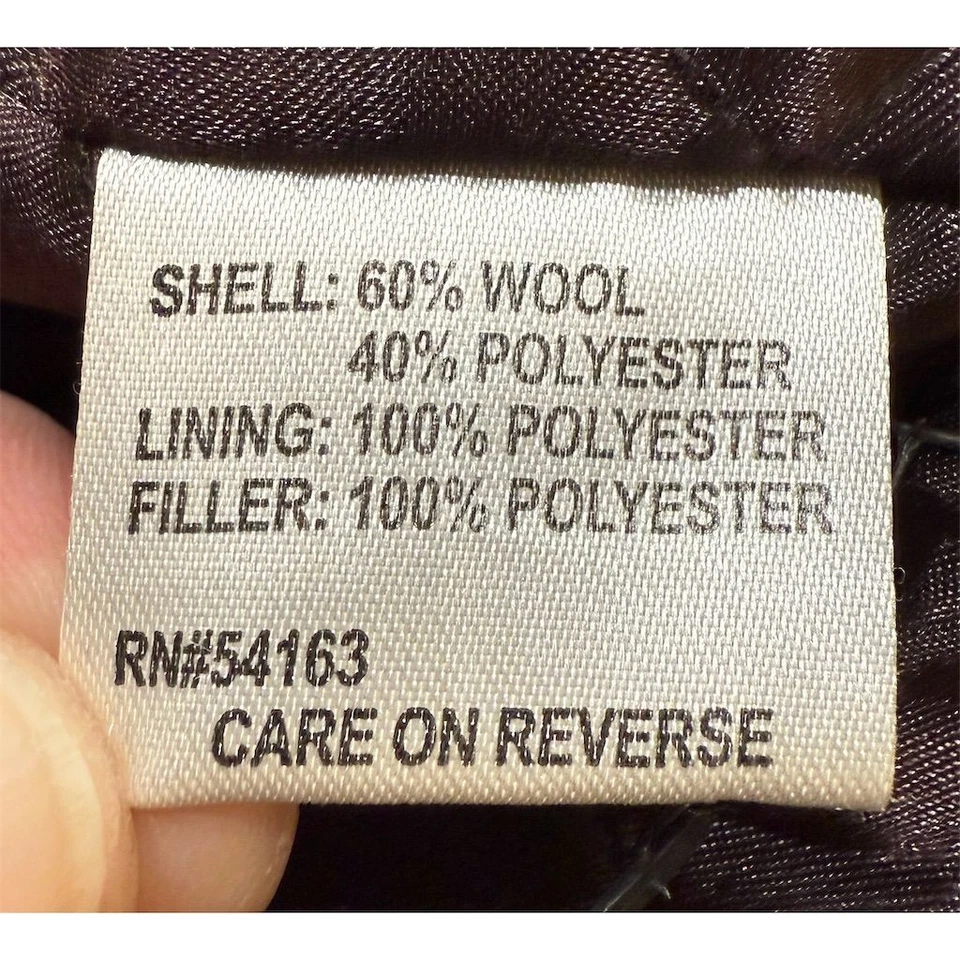 SHELL: 60% WOOL
40% POLYESTER
LINING: 100% POLYESTER
FILLER: 100% POLYESTER
RN#54163
CARE ON REVERSE